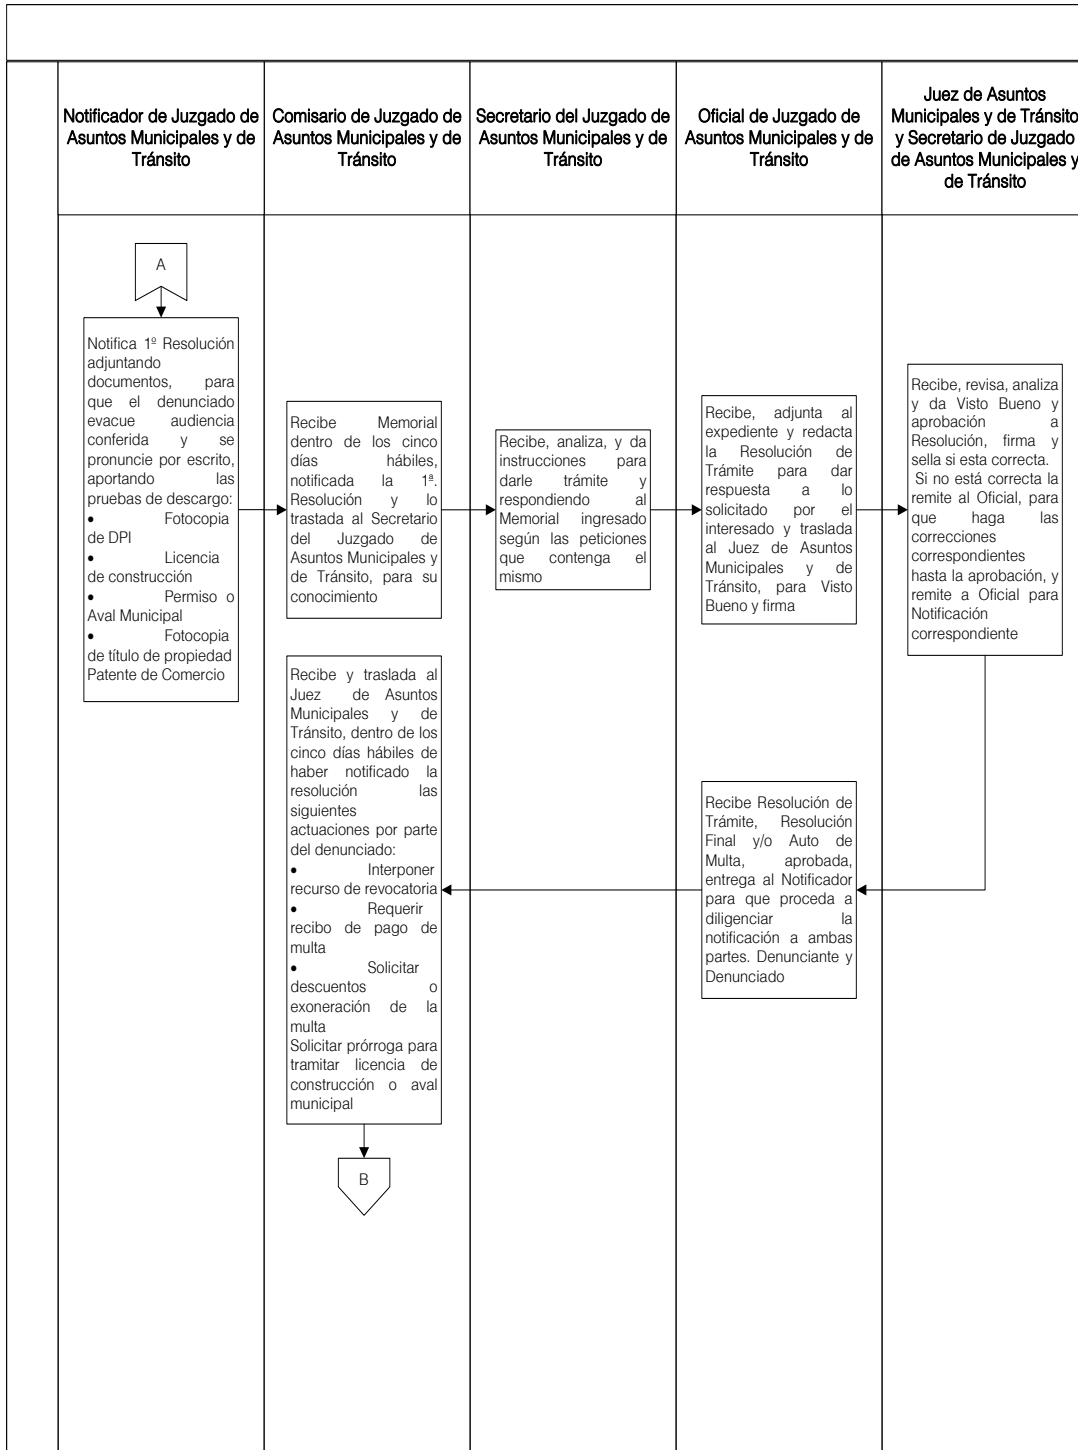 Notificador de Juzgado de
Asuntos Municipales y de
Tránsito
Comisario de Juzgado de
Asuntos Municipales y de
Tránsito
Secretario del Juzgado de
Asuntos Municipales y de
Tránsito
Oficial de Juzgado de
Asuntos Municipales y de
Tránsito
Juez de Asuntos
Municipales y de Tránsito
y Secretario de Juzgado
de Asuntos Municipales y
de Tránsito
A
Notifica 1º Resolución
adjuntando
documentos, para
que el denunciado
evacue audiencia
conferida y se
pronuncie por escrito,
aportando las
pruebas de descargo:
• Fotocopia
de DPI
• Licencia
de construcción
• Permiso o
Aval Municipal
• Fotocopia
de título de propiedad
Patente de Comercio
Recibe Memorial
dentro de los cinco
días hábiles,
notificada la 1ª.
Resolución y lo
trastada al Secretario
del Juzgado de
Asuntos Municipales y
de Tránsito, para su
conocimiento
Recibe, analiza, y da
instrucciones para
darle trámite y
respondiendo al
Memorial ingresado
según las peticiones
que contenga el
mismo
Recibe, adjunta al
expediente y redacta
la Resolución de
Trámite para dar
respuesta a lo
solicitado por el
interesado y traslada
al Juez de Asuntos
Municipales y de
Tránsito, para Visto
Bueno y firma
Recibe, revisa, analiza
y da Visto Bueno y
aprobación a
Resolución, firma y
sella si esta correcta.
Si no está correcta la
remite al Oficial, para
que haga las
correcciones
correspondientes
hasta la aprobación, y
remite a Oficial para
Notificación
correspondiente
Recibe Resolución de
Trámite, Resolución
Final y/o Auto de
Multa, aprobada,
entrega al Notificador
para que proceda a
diligenciar la
notificación a ambas
partes. Denunciante y
Denunciado
Recibe y traslada al
Juez de Asuntos
Municipales y de
Tránsito, dentro de los
cinco días hábiles de
haber notificado la
resolución las
siguientes
actuaciones por parte
del denunciado:
• Interponer
recurso de revocatoria
• Requerir
recibo de pago de
multa
• Solicitar
descuentos o
exoneración de la
multa
Solicitar prórroga para
tramitar licencia de
construcción o aval
municipal
B